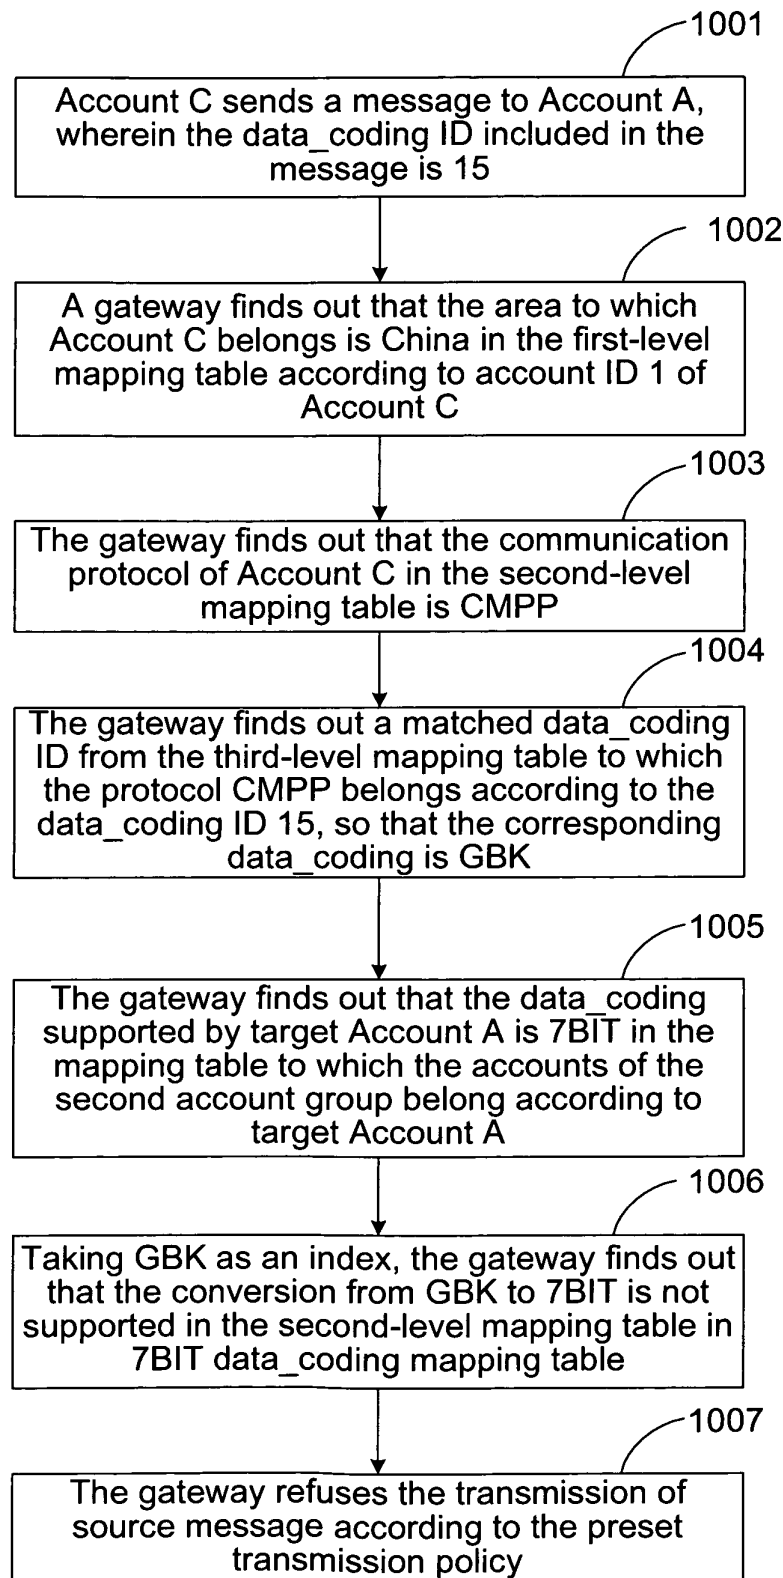 1001
Account C sends a message to Account A,
wherein the data_coding ID included in the
message is 15
1002
A gateway finds out that the area to which
Account C belongs is China in the first-level
mapping table according to account ID 1 of
Account C
1003
The gateway finds out that the communication
protocol of Account C in the second-level
mapping table is CMPP
1004
The gateway finds out a matched data_coding
ID from the third-level mapping table to which
the protocol CMPP belongs according to the
data_coding ID 15, so that the corresponding
data_coding is GBK
1005
The gateway finds out that the data_coding
supported by target Account A is 7BIT in the
mapping table to which the accounts of the
second account group belong according to
target Account A
1006
Taking GBK as an index, the gateway finds out
that the conversion from GBK to 7BIT is not
supported in the second-level mapping table in
7BIT data_coding mapping table
1007
The gateway refuses the transmission of
source message according to the preset
transmission policy